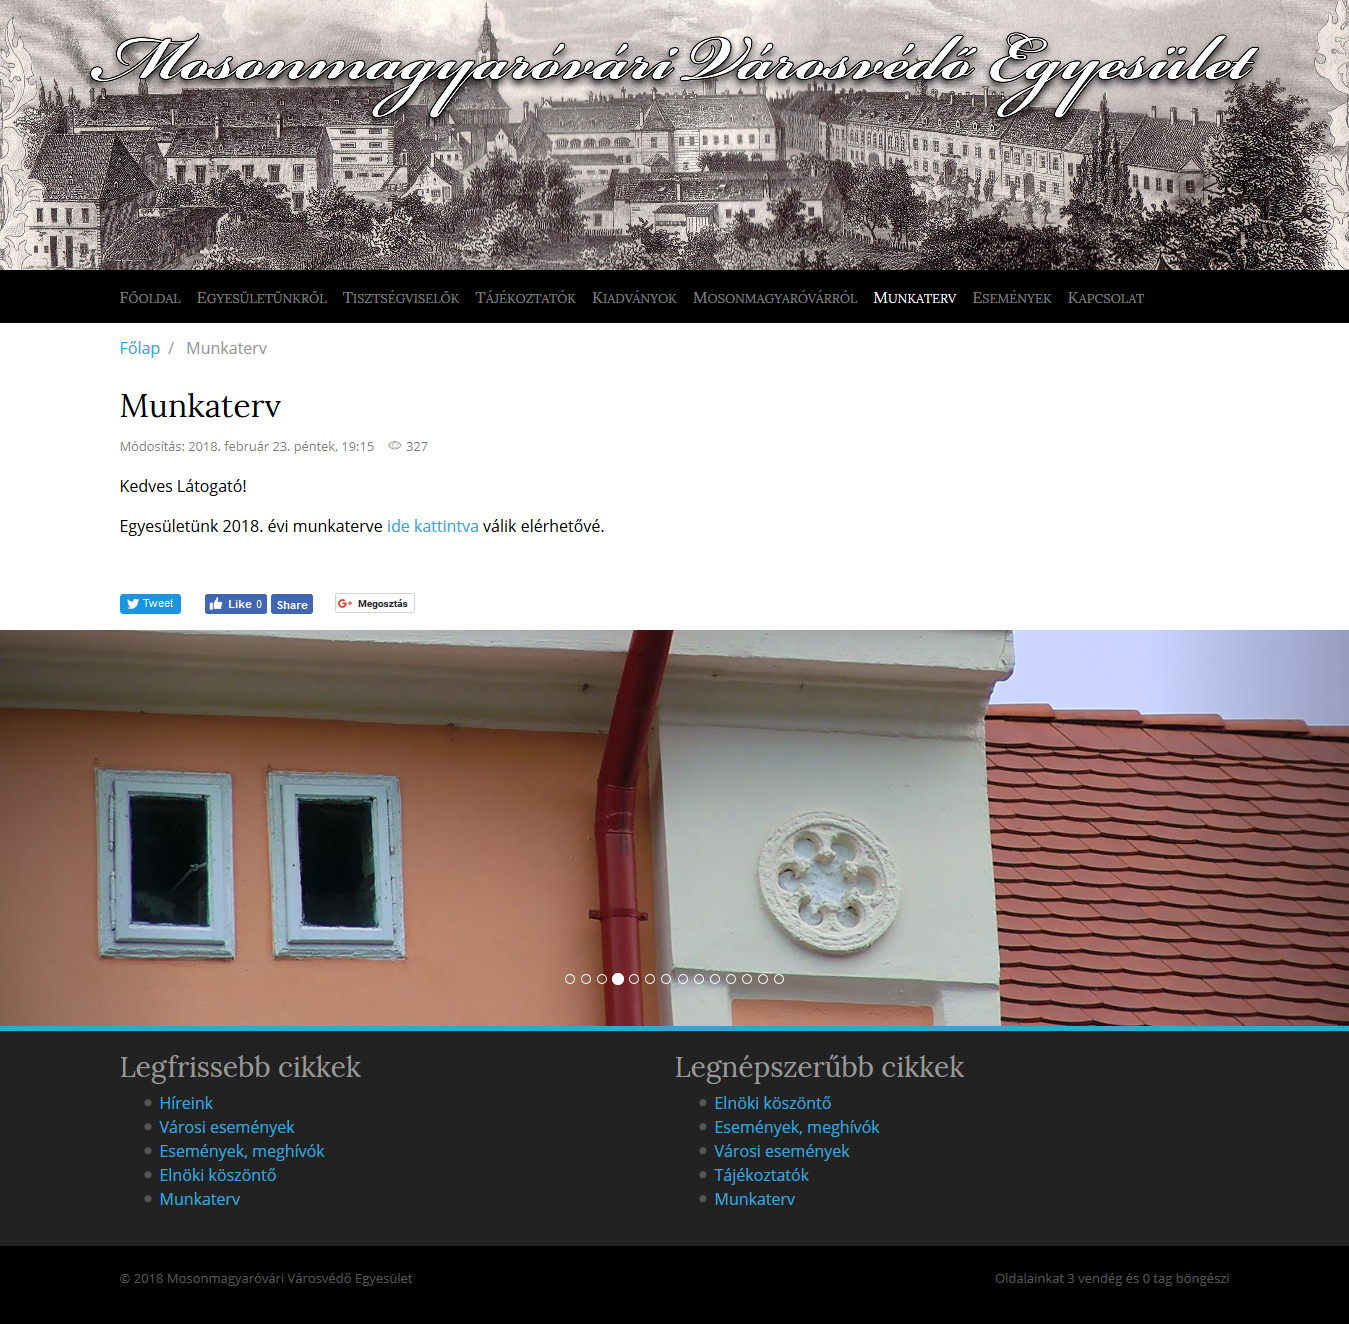 Mosonmagyaróvári Városvédő Egyesület
Főoldal Egyesületünkről Tisztségviselők Tájékoztatók Kiadványok Mosonmagyaróvárról Munkaterv Események Kapcsolat
Főlap / Munkaterv
Munkaterv
Módosítás: 2018. február 23. péntek, 19:15 327
Kedves Látogató!
Egyesületünk 2018. évi munkaterve ide kattintva válik elérhetővé.
Tweet Like 0 Share Megosztás
Legfrissebb cikkek
Híreink
Városi események
Események, meghívók
Elnöki köszöntő
Munkaterv
Legnépszerűbb cikkek
Elnöki köszöntő
Események, meghívók
Városi események
Tájékoztatók
Munkaterv
© 2018 Mosonmagyaróvári Városvédő Egyesület
Oldalainkat 3 vendég és 0 tag böngészi